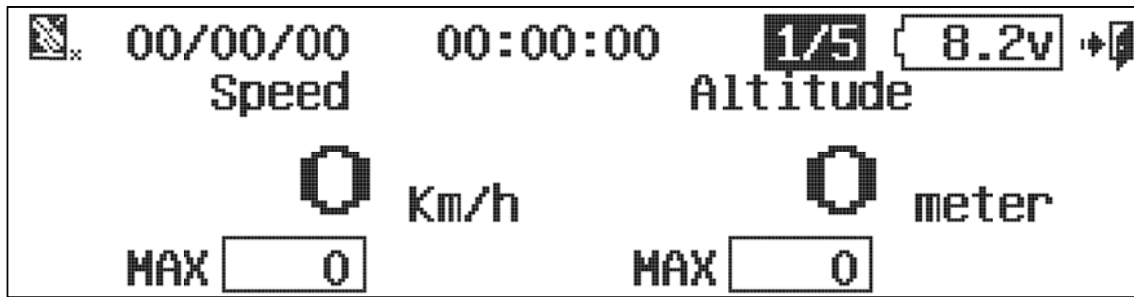 00/00/00 00:00:00 1/5 8.2v
Speed Altitude
0 Km/h 0 meter
MAX 0 MAX 0